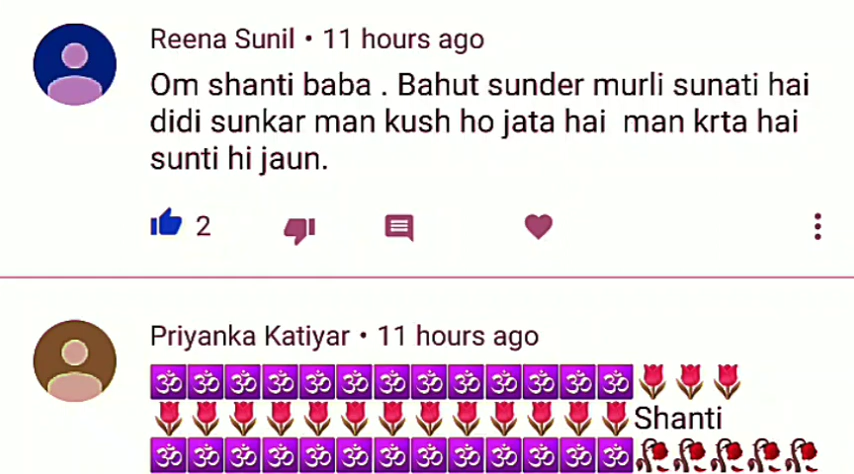 Reena Sunil • 11 hours ago
Om shanti baba . Bahut sunder murli sunati hai
didi sunkar man kush ho jata hai man krta hai
sunti hi jaun.
2
Priyanka Katiyar • 11 hours ago
🕉🕉🕉🕉🕉🕉🕉🕉🕉🕉🕉🕉🕉🌷🌷🌷
🌷🌷🌷🌷🌷🌷🌷🌷🌷🌷🌷🌷🌷Shanti
🕉🕉🕉🕉🕉🕉🕉🕉🕉🕉🕉🕉🕉🥀🥀🥀🥀🥀